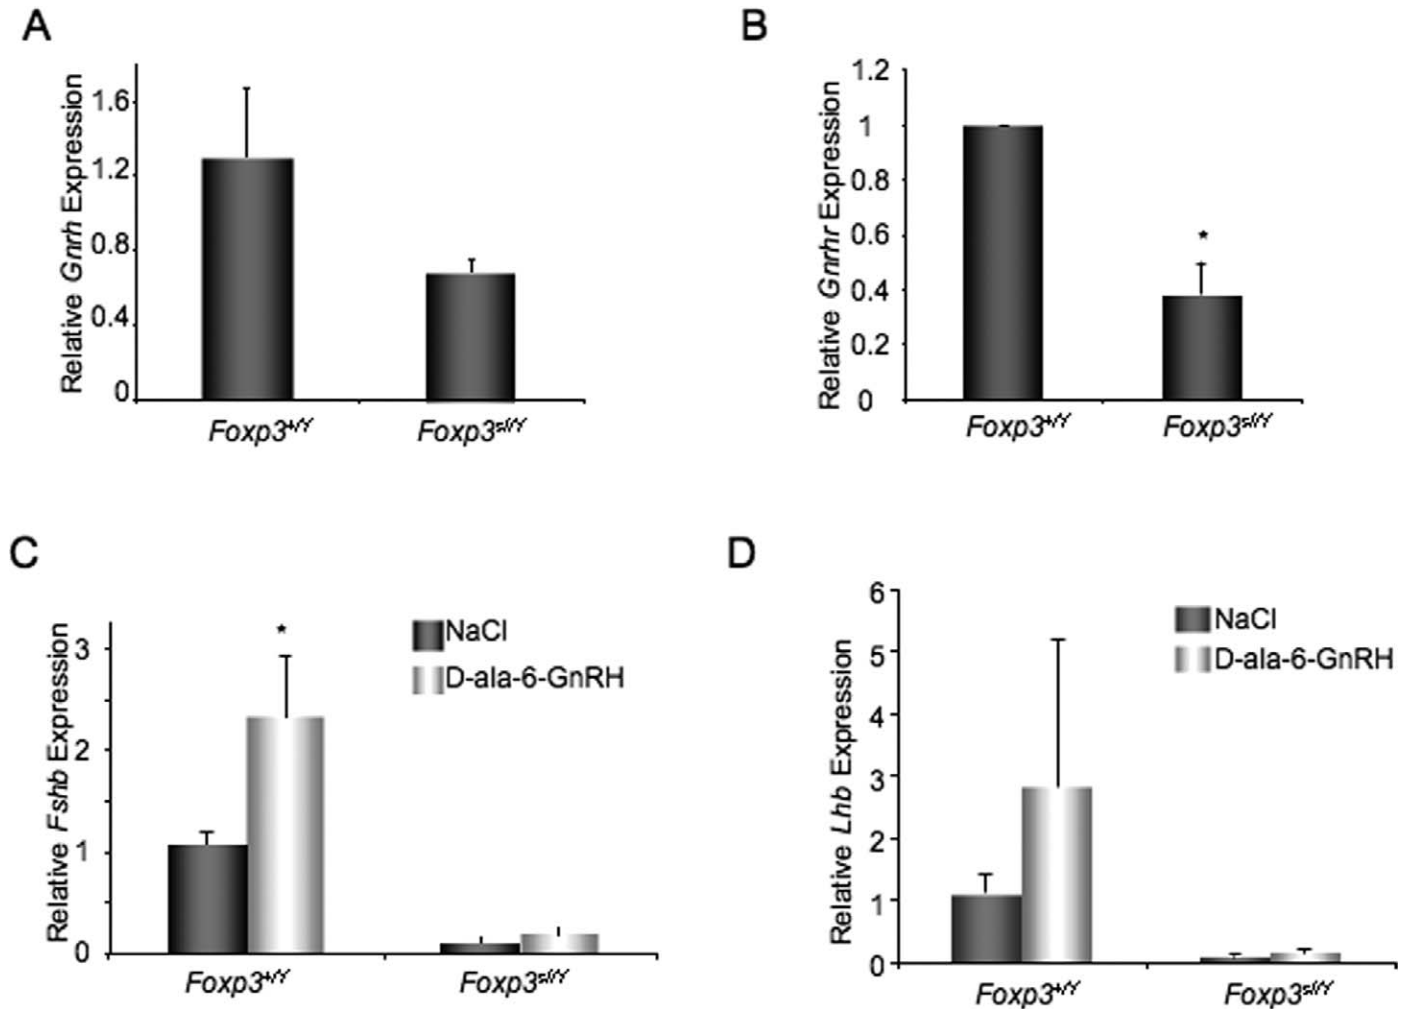 A
Relative Gnrh Expression
1.6
1.2
0.8
0.4
0
Foxp3+/Y
Foxp3sf/Y
B
Relative Gnrhr Expression
1.2
1
0.8
0.6
0.4
0.2
0
*
Foxp3+/Y
Foxp3sf/Y
C
Relative Fshb Expression
3
2
1
0
*
NaCl
D-ala-6-GnRH
Foxp3+/Y
Foxp3sf/Y
D
Relative Lhb Expression
6
5
4
3
2
1
0
NaCl
D-ala-6-GnRH
Foxp3+/Y
Foxp3sf/Y